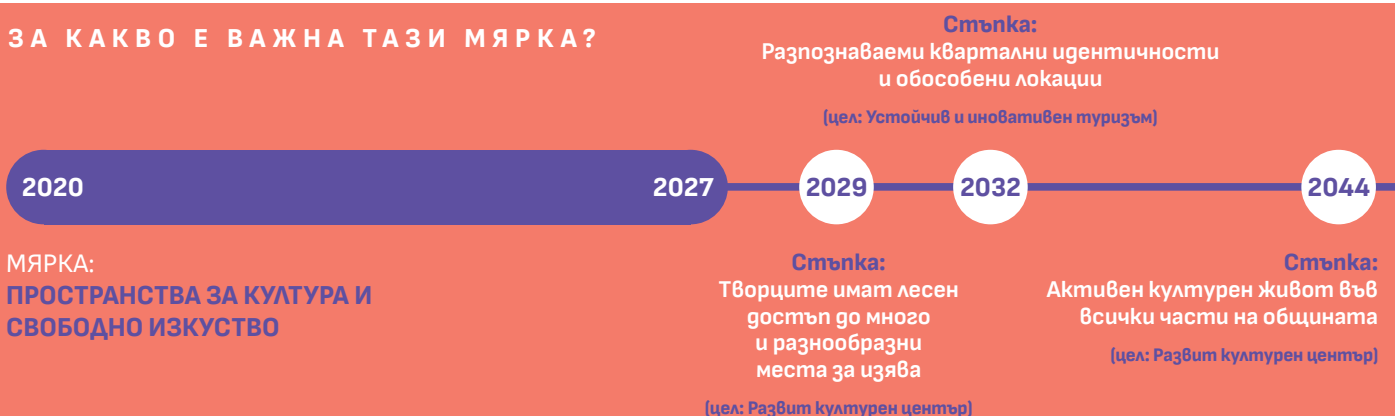 ЗА КАКВО Е ВАЖНА ТАЗИ МЯРКА?
Стъпка:
Разпознаваеми квартални идентичности
и обособени локации
(цел: Устойчив и иновативен туризъм)
2020
2027
2029
2032
2044
МЯРКА:
ПРОСТРАНСТВА ЗА КУЛТУРА И
СВОБОДНО ИЗКУСТВО
Стъпка:
Творците имат лесен
достъп до много
и разнообразни
места за изява
(цел: Развит културен център)
Стъпка:
Активен културен живот във
всички части на общината
(цел: Развит културен център)